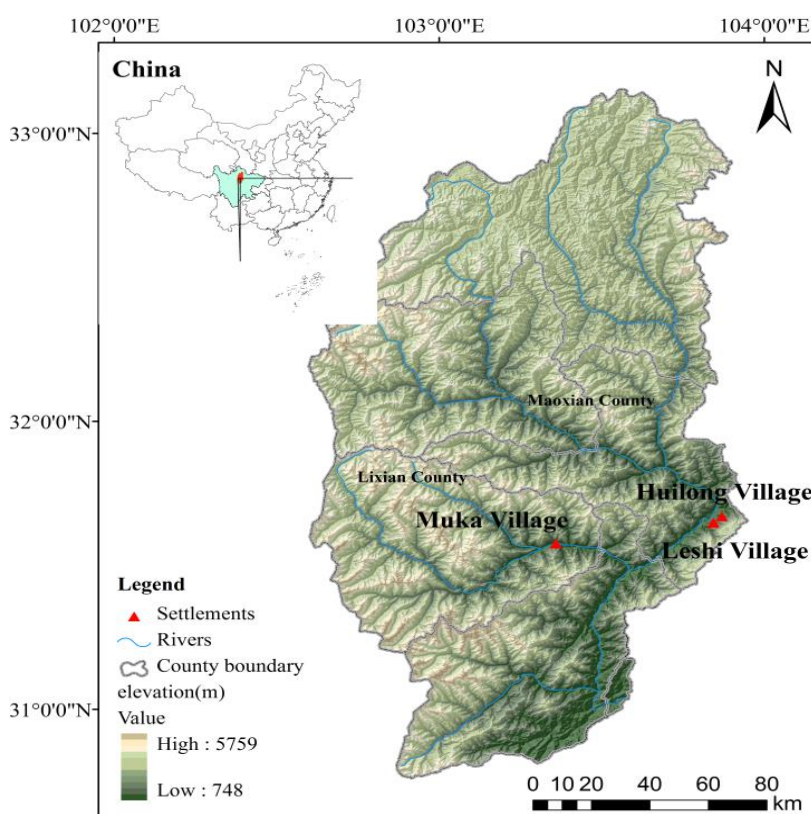 102°0'0"E
103°0'0"E
104°0'0"E
China
N
33°0'0"N
32°0'0"N
Maoxian County
Lixian County
Huilong Village
Muka Village
Leshi Village
Legend
Settlements
Rivers
County boundary
elevation(m)
Value
High : 5759
Low : 748
31°0'0"N
0 10 20 40 60 80
km